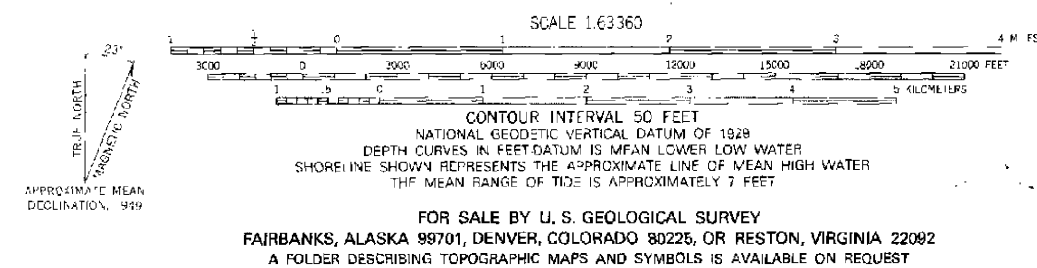 SCALE 1:63360
23°
1 ½ 0 1 2 3 4 MILES
3000 0 3000 6000 9000 12000 15000 18000 21000 FEET
1 .5 0 1 2 3 4 5 KILOMETERS
TRUE NORTH
MAGNETIC NORTH
APPROXIMATE MEAN
DECLINATION, 1949
CONTOUR INTERVAL 50 FEET
NATIONAL GEODETIC VERTICAL DATUM OF 1929
DEPTH CURVES IN FEET-DATUM IS MEAN LOWER LOW WATER
SHORELINE SHOWN REPRESENTS THE APPROXIMATE LINE OF MEAN HIGH WATER
THE MEAN RANGE OF TIDE IS APPROXIMATELY 7 FEET
FOR SALE BY U. S. GEOLOGICAL SURVEY
FAIRBANKS, ALASKA 99701, DENVER, COLORADO 80225, OR RESTON, VIRGINIA 22092
A FOLDER DESCRIBING TOPOGRAPHIC MAPS AND SYMBOLS IS AVAILABLE ON REQUEST